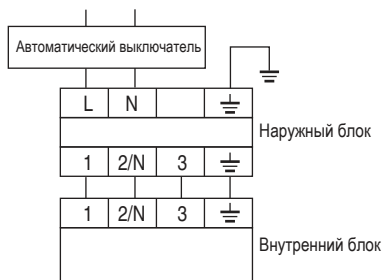 Автоматический выключатель
L N
Наружный блок
1 2/N 3
1 2/N 3
Внутренний блок